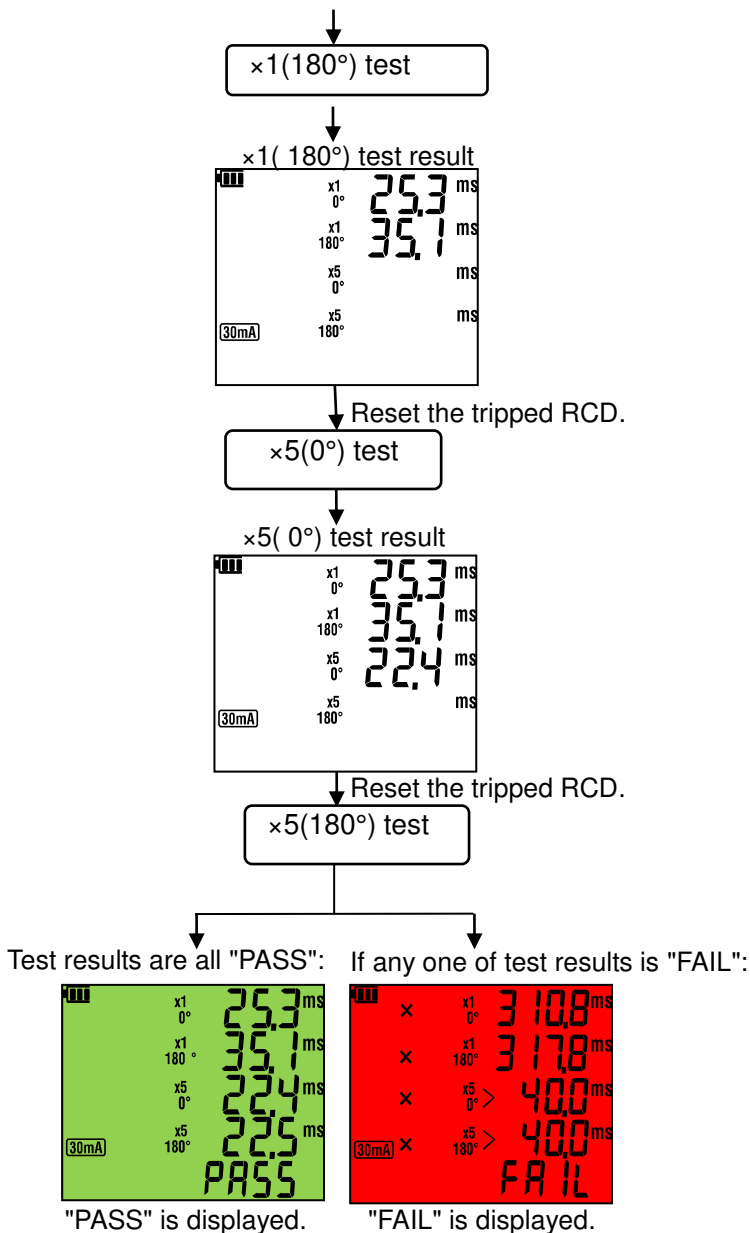 ×1(180°) test
×1( 180°) test result
x1
0°
25.3 ms
x1
180°
35.1 ms
x5
0°
ms
x5
180°
ms
30mA
Reset the tripped RCD.
×5(0°) test
×5( 0°) test result
x1
0°
25.3 ms
x1
180°
35.1 ms
x5
0°
22.4 ms
x5
180°
ms
30mA
Reset the tripped RCD.
×5(180°) test
Test results are all "PASS":
x1
0°
25.3 ms
x1
180 °
35.1 ms
x5
0°
22.4 ms
x5
180°
22.5 ms
30mA
PASS
"PASS" is displayed.
If any one of test results is "FAIL":
× x1
0°
310.8 ms
× x1
180°
317.8 ms
× x5
0°
> 40.0 ms
30mA × x5
180°
> 40.0 ms
FAIL
"FAIL" is displayed.